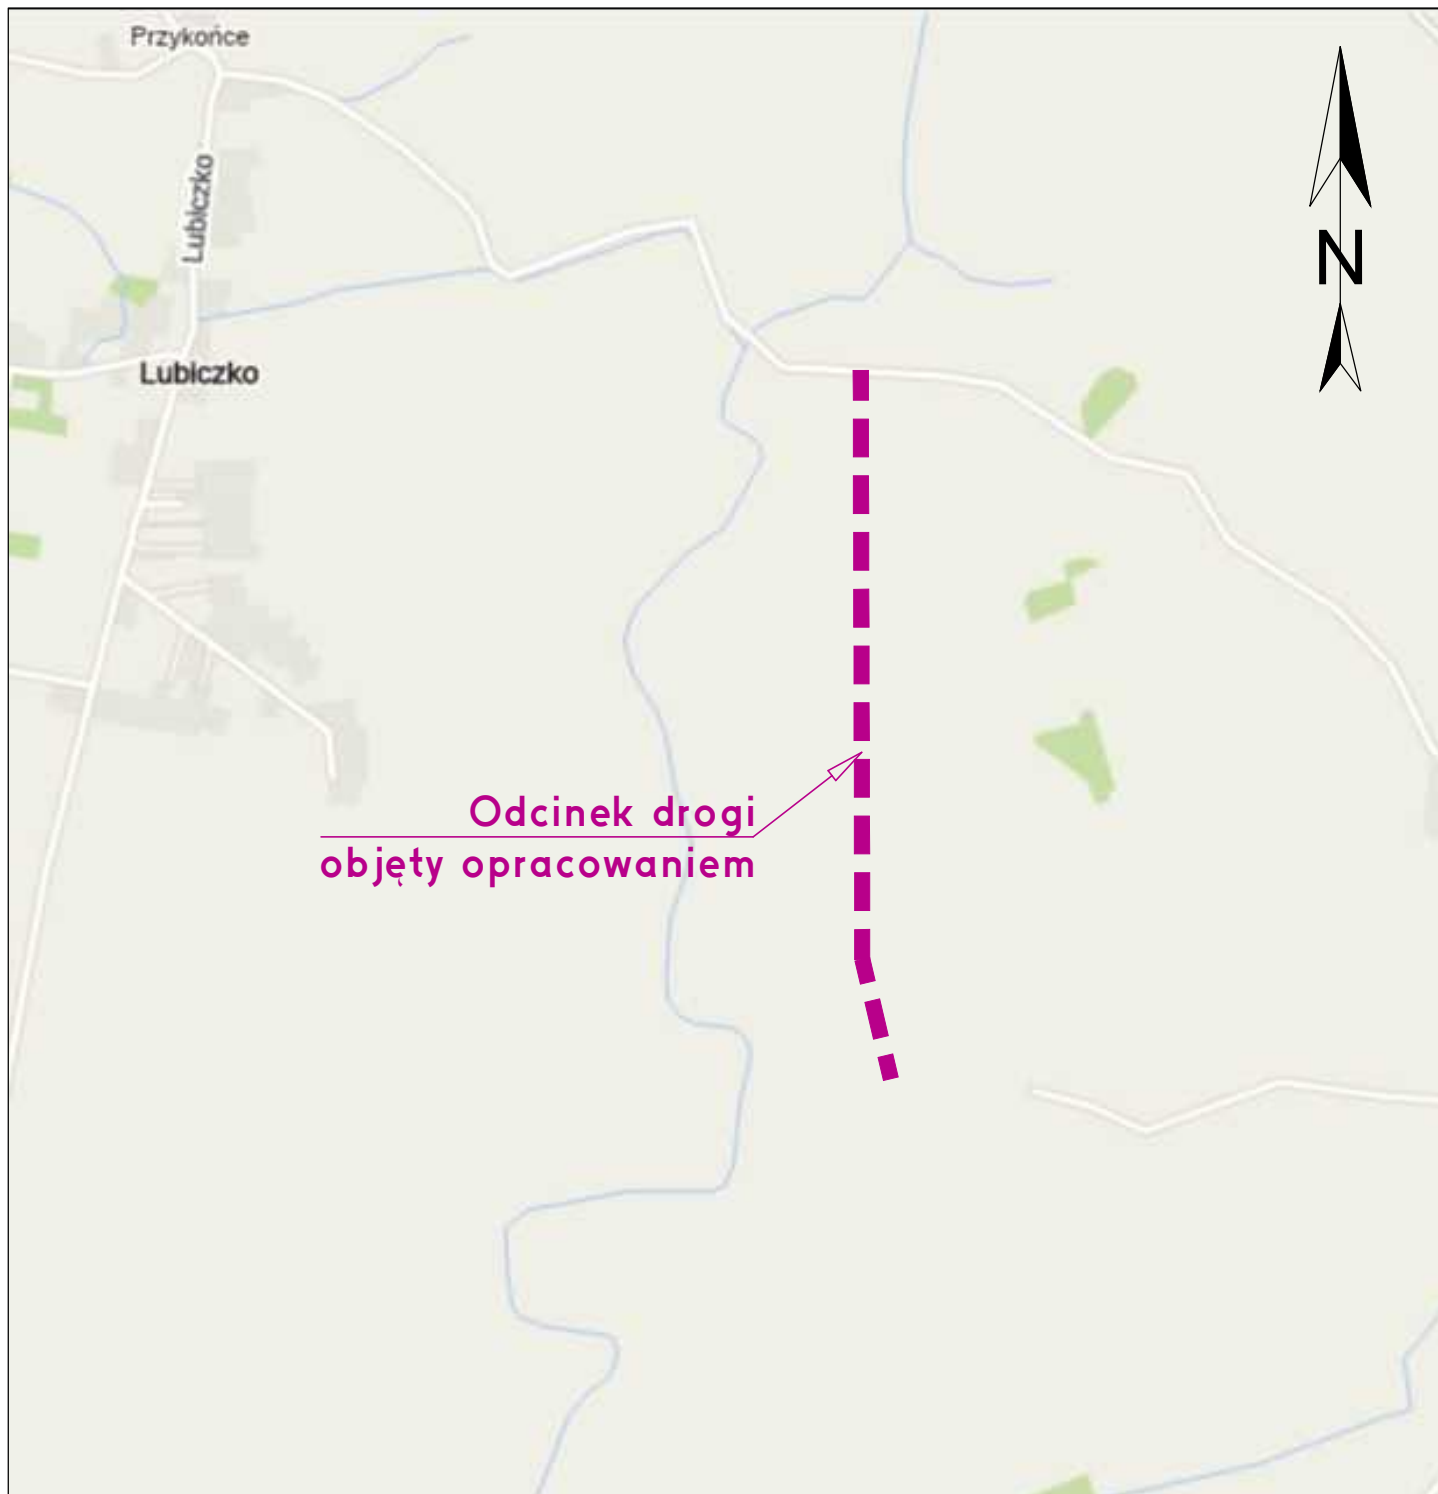 Przykońce
Lubiczko
N
Lubiczko
Odcinek drogi
objęty opracowaniem